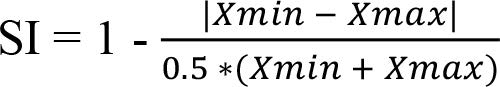 SI = 1 - |Xmin − Xmax| / 0.5 *(Xmin + Xmax)